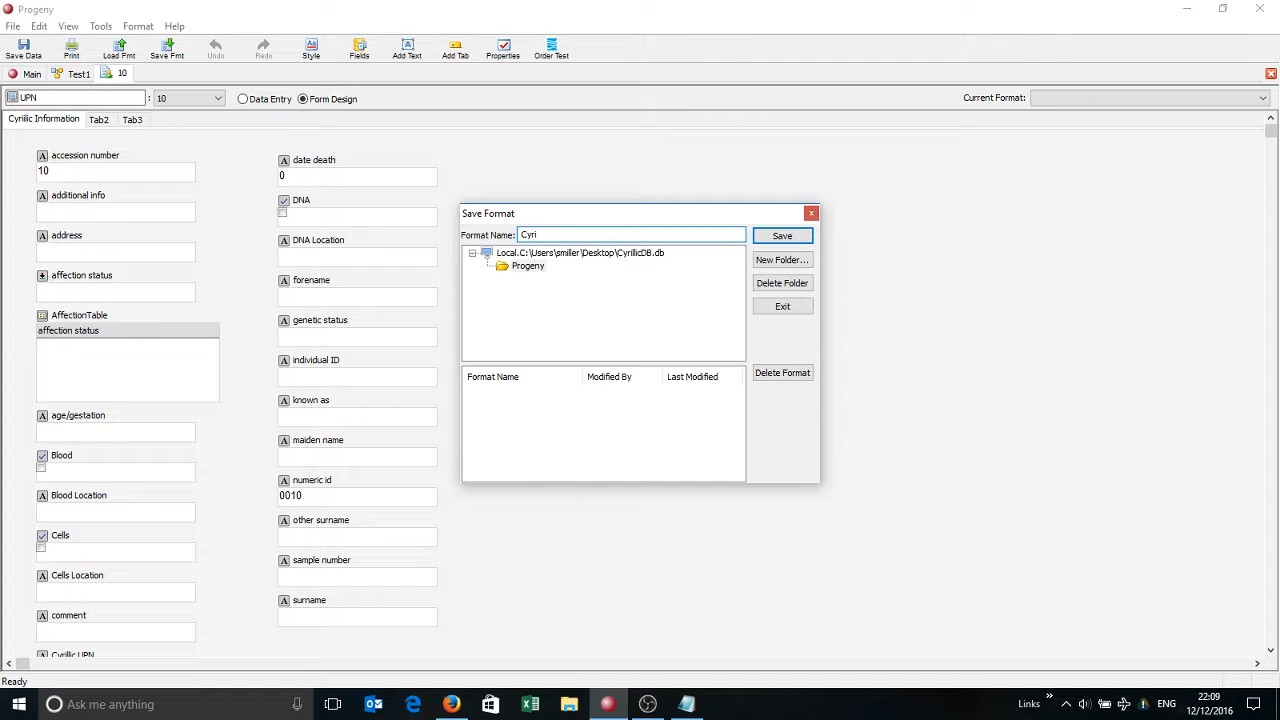 Progeny
File Edit View Tools Format Help
Save Data Print Load Fmt Save Fmt Undo Redo Style Fields Add Text Add Tab Properties Order Test
Main Test1 10
UPN : 10 Data Entry Form Design Current Format:
Cyrilic Information Tab2 Tab3
accession number
10
additional info
address
affection status
AffectionTable
affection status
age/gestation
Blood
Blood Location
Cells
Cells Location
comment
Cyrillic UPN
date death
0
DNA
DNA Location
forename
genetic status
individual ID
known as
maiden name
numeric id
0010
other surname
sample number
surname
Save Format
Format Name: Cyri
Save
Local.C:\Users\smiller\Desktop\CyrillicDB.db
Progeny
New Folder...
Delete Folder
Exit
Delete Format
Format Name Modified By Last Modified
Ready
Ask me anything
Links
ENG
22:09
12/12/2016